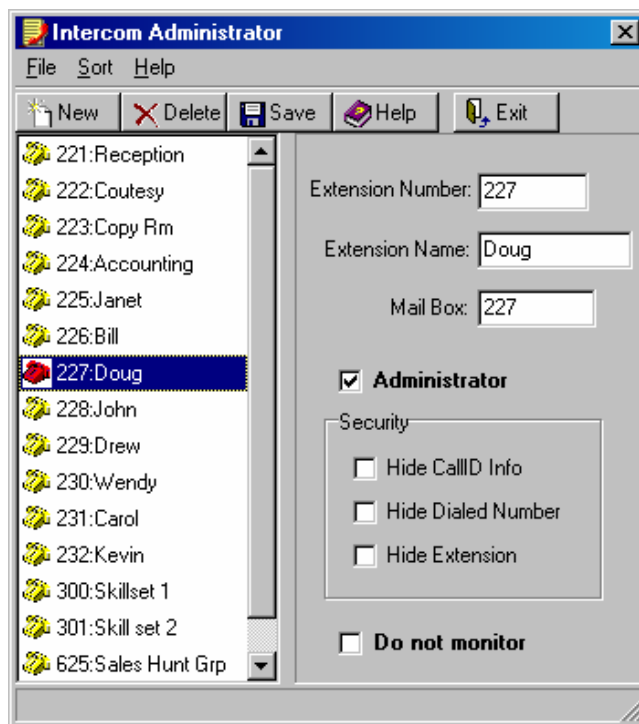 Intercom Administrator
File Sort Help
New Delete Save Help Exit
221:Reception
222:Coutesy
223:Copy Rm
224:Accounting
225:Janet
226:Bill
227:Doug
228:John
229:Drew
230:Wendy
231:Carol
232:Kevin
300:Skillset 1
301:Skill set 2
625:Sales Hunt Grp
Extension Number: 227
Extension Name: Doug
Mail Box: 227
Administrator
Security
Hide CallID Info
Hide Dialed Number
Hide Extension
Do not monitor